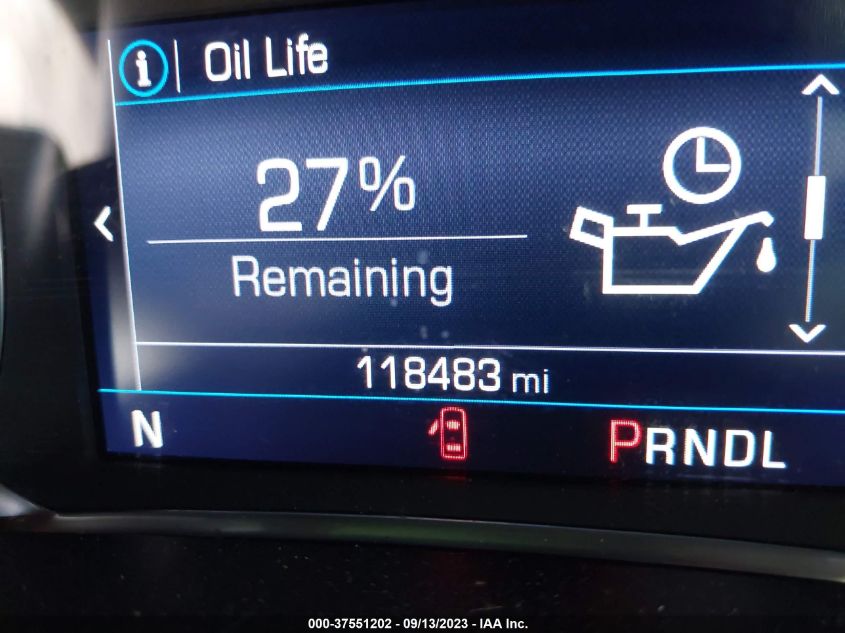 Oil Life
27%
Remaining
118483 mi
N PRNDL
000-37551202 - 09/13/2023 - IAA Inc.